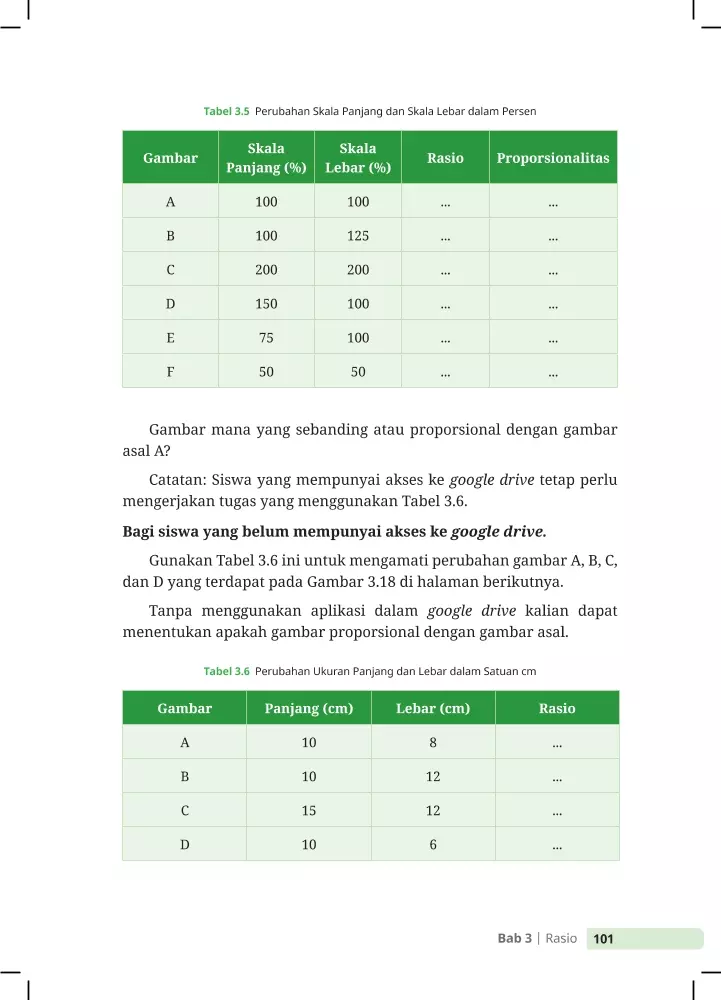 Tabel 3.5 Perubahan Skala Panjang dan Skala Lebar dalam Persen
Gambar Skala Panjang (%) Skala Lebar (%) Rasio Proporsionalitas
A 100 100 ... ...
B 100 125 ... ...
C 200 200 ... ...
D 150 100 ... ...
E 75 100 ... ...
F 50 50 ... ...
Gambar mana yang sebanding atau proporsional dengan gambar
asal A?
Catatan: Siswa yang mempunyai akses ke google drive tetap perlu
mengerjakan tugas yang menggunakan Tabel 3.6.
Bagi siswa yang belum mempunyai akses ke google drive.
Gunakan Tabel 3.6 ini untuk mengamati perubahan gambar A, B, C,
dan D yang terdapat pada Gambar 3.18 di halaman berikutnya.
Tanpa menggunakan aplikasi dalam google drive kalian dapat
menentukan apakah gambar proporsional dengan gambar asal.
Tabel 3.6 Perubahan Ukuran Panjang dan Lebar dalam Satuan cm
Gambar Panjang (cm) Lebar (cm) Rasio
A 10 8 ...
B 10 12 ...
C 15 12 ...
D 10 6 ...
Bab 3 | Rasio 101